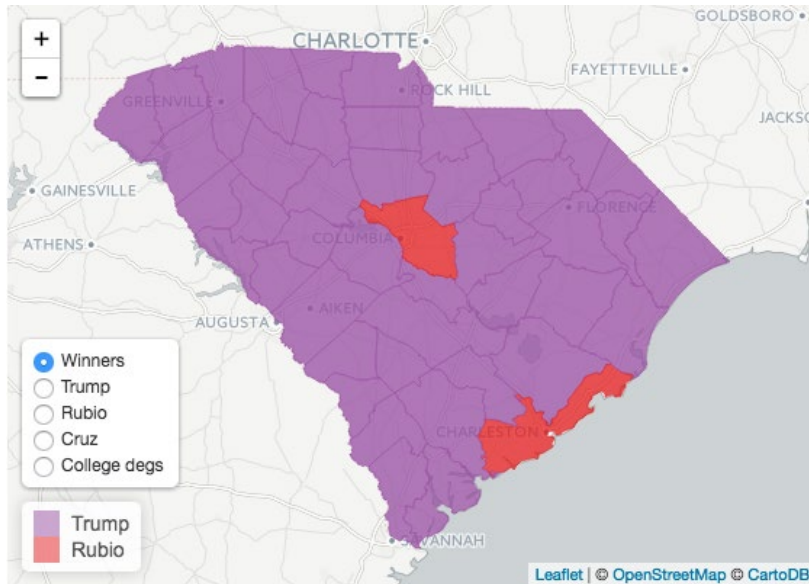 +
−
GOLDSBORO
CHARLOTTE
FAYETTEVILLE
ROCK HILL
GREENVILLE
JACKS
GAINESVILLE
FLORENCE
ATHENS
COLUMBIA
AIKEN
AUGUSTA
Winners
Trump
Rubio
Cruz
College degs
CHARLESTON
Trump
Rubio
SAVANNAH
Leaflet | © OpenStreetMap © CartoDB